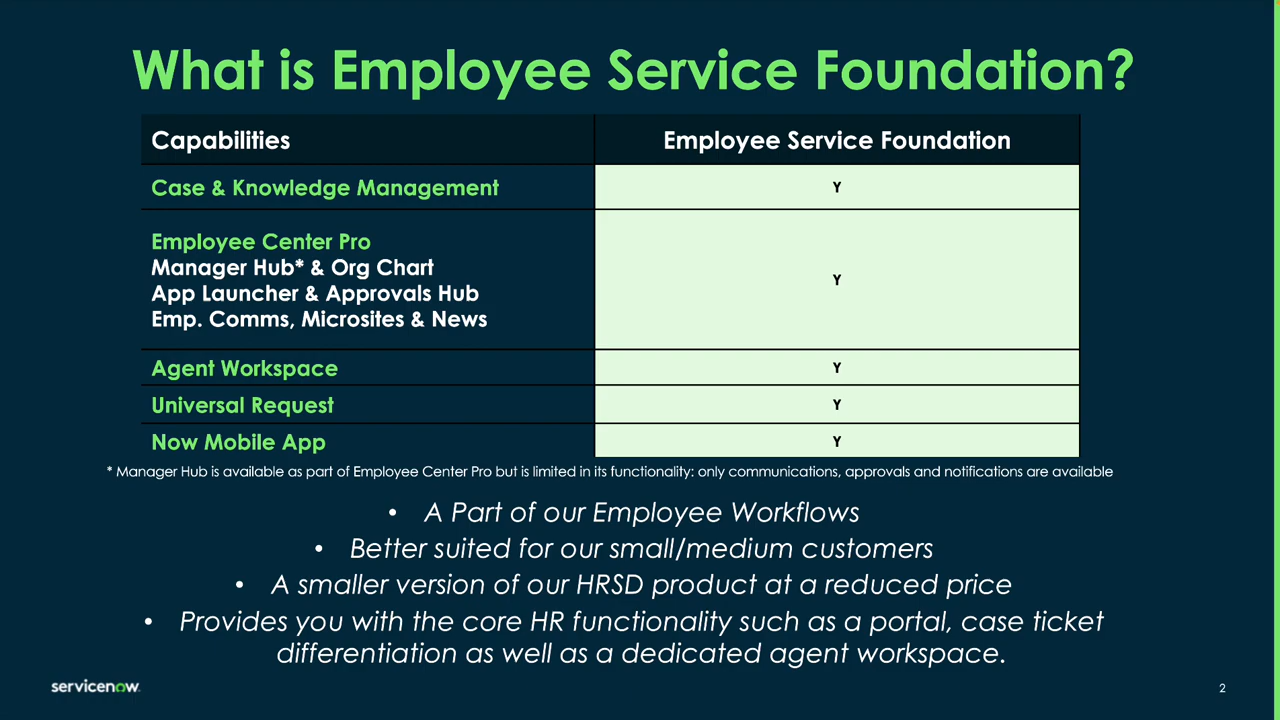 What is Employee Service Foundation?
Capabilities
Employee Service Foundation
Case & Knowledge Management
Y
Employee Center Pro
Manager Hub* & Org Chart
App Launcher & Approvals Hub
Emp. Comms, Microsites & News
Y
Agent Workspace
Y
Universal Request
Y
Now Mobile App
Y
* Manager Hub is available as part of Employee Center Pro but is limited in its functionality: only communications, approvals and notifications are available
• A Part of our Employee Workflows
• Better suited for our small/medium customers
• A smaller version of our HRSD product at a reduced price
• Provides you with the core HR functionality such as a portal, case ticket
differentiation as well as a dedicated agent workspace.
servicenow.
2